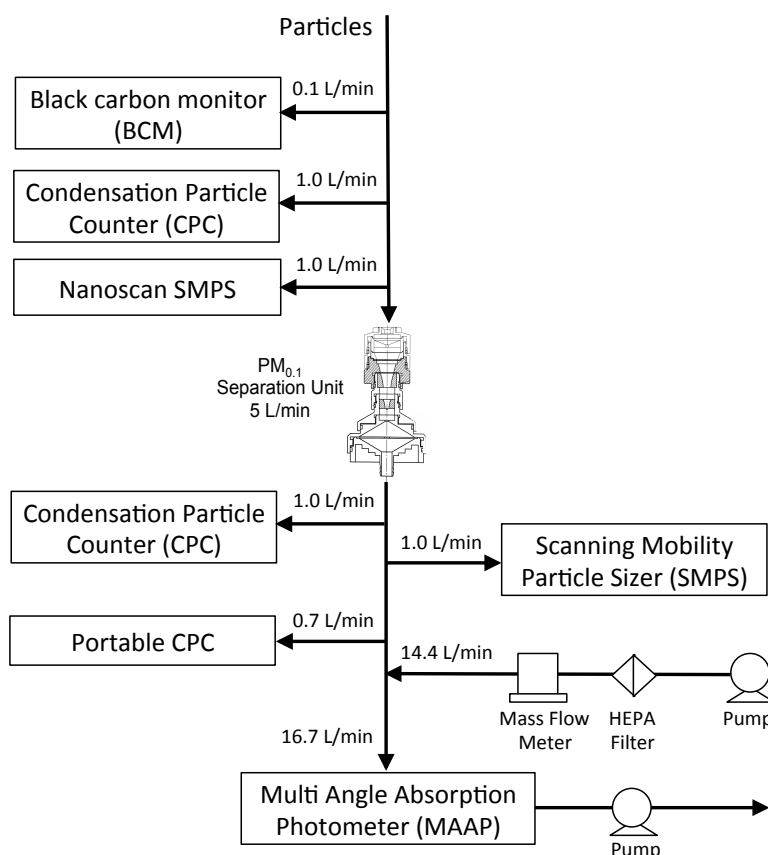 Particles
0.1 L/min
Black carbon monitor
(BCM)
1.0 L/min
Condensation Particle
Counter (CPC)
1.0 L/min
Nanoscan SMPS
PM0.1
Separation Unit
5 L/min
1.0 L/min
Condensation Particle
Counter (CPC)
1.0 L/min
Scanning Mobility
Particle Sizer (SMPS)
0.7 L/min
Portable CPC
14.4 L/min
Mass Flow
Meter
HEPA
Filter
Pump
16.7 L/min
Multi Angle Absorption
Photometer (MAAP)
Pump